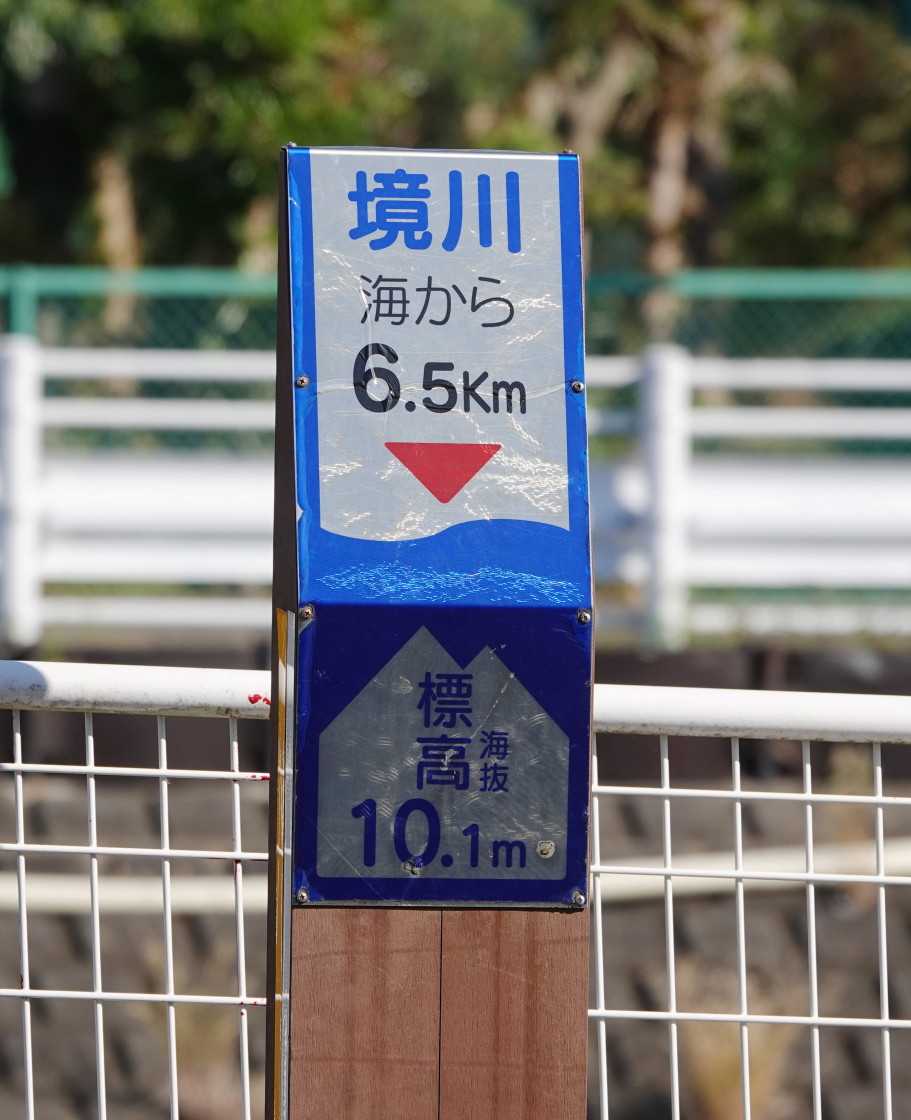 境川
海から
6.5Km
標高
海抜
10.1m